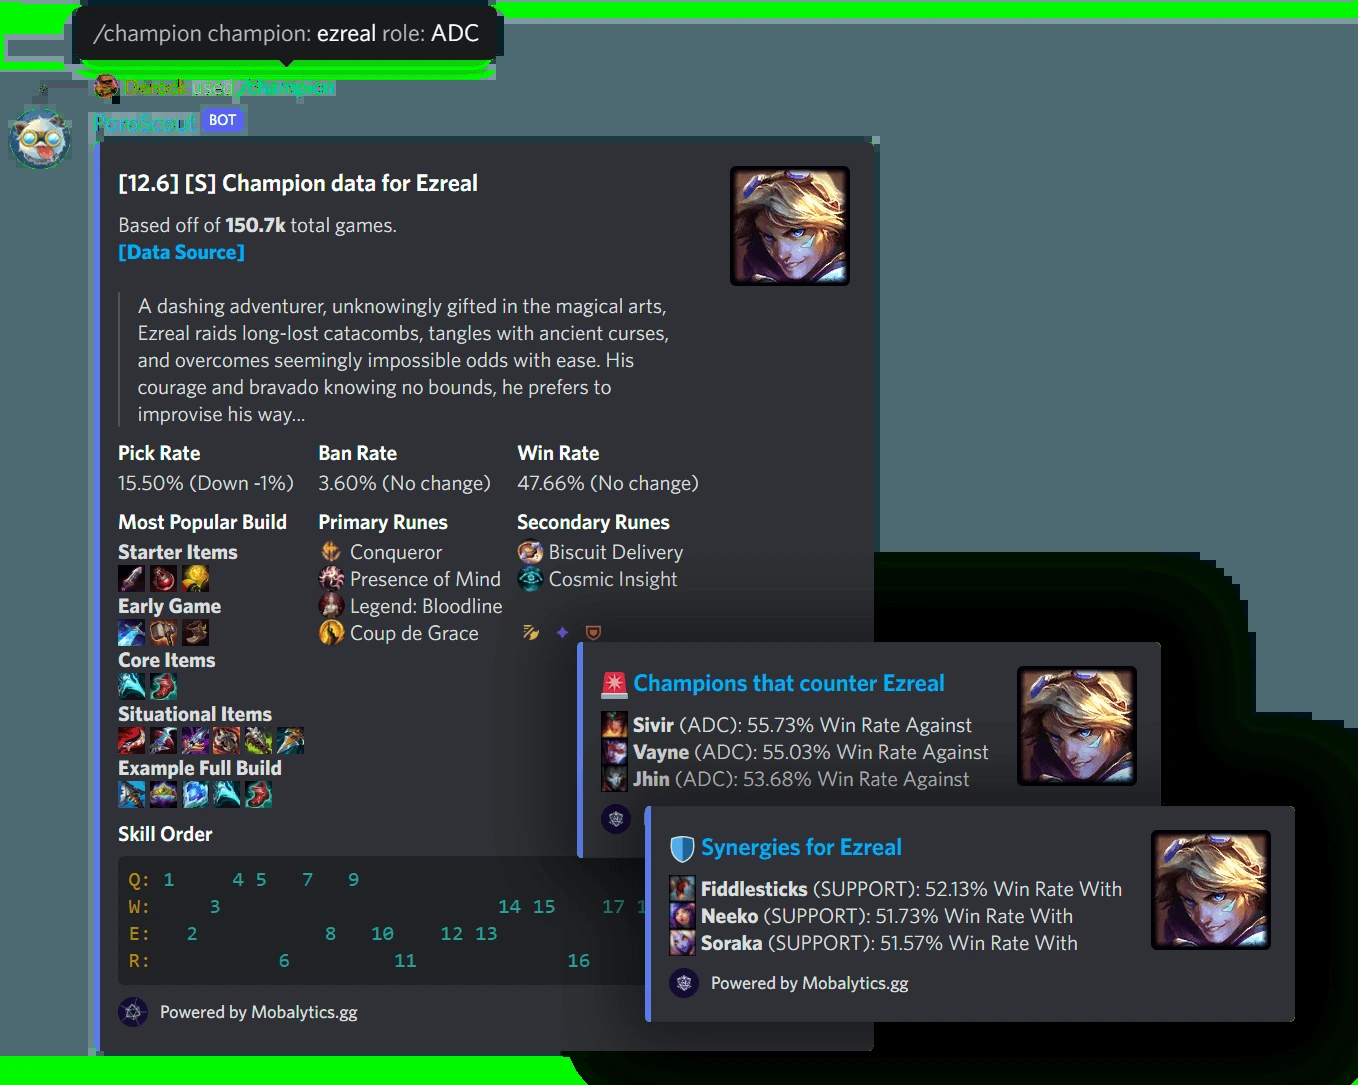 /champion champion: ezreal role: ADC
used /champion
PoroScout BOT
[12.6] [S] Champion data for Ezreal
Based off of 150.7k total games.
[Data Source]
A dashing adventurer, unknowingly gifted in the magical arts,
Ezreal raids long-lost catacombs, tangles with ancient curses,
and overcomes seemingly impossible odds with ease. His
courage and bravado knowing no bounds, he prefers to
improvise his way...
Pick Rate Ban Rate Win Rate
15.50% (Down -1%) 3.60% (No change) 47.66% (No change)
Most Popular Build Primary Runes Secondary Runes
Starter Items Conqueror Biscuit Delivery
Presence of Mind Cosmic Insight
Early Game Legend: Bloodline
Coup de Grace
Core Items
Situational Items
Example Full Build
Skill Order
Q: 1 4 5 7 9
W: 3 14 15 17 1
E: 2 8 10 12 13
R: 6 11 16
Powered by Mobalytics.gg
Champions that counter Ezreal
Sivir (ADC): 55.73% Win Rate Against
Vayne (ADC): 55.03% Win Rate Against
Jhin (ADC): 53.68% Win Rate Against
Synergies for Ezreal
Fiddlesticks (SUPPORT): 52.13% Win Rate With
Neeko (SUPPORT): 51.73% Win Rate With
Soraka (SUPPORT): 51.57% Win Rate With
Powered by Mobalytics.gg